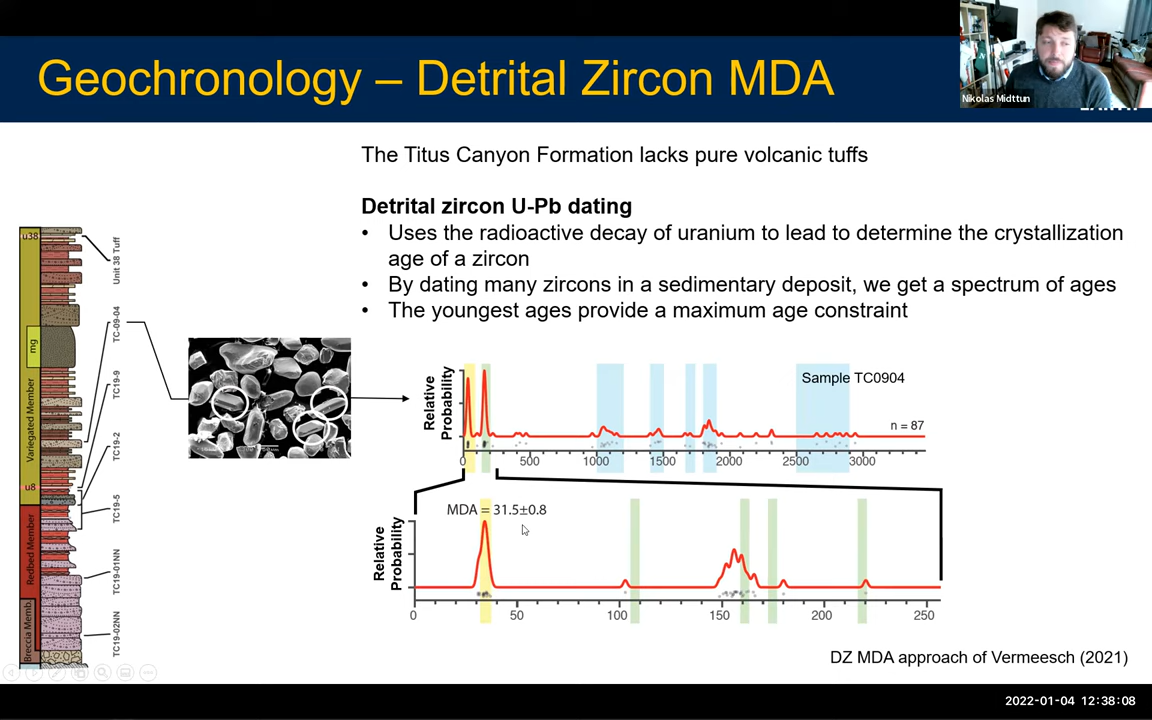 Geochronology – Detrital Zircon MDA
Nikolas Midttun
The Titus Canyon Formation lacks pure volcanic tuffs
Detrital zircon U-Pb dating
• Uses the radioactive decay of uranium to lead to determine the crystallization
age of a zircon
• By dating many zircons in a sedimentary deposit, we get a spectrum of ages
• The youngest ages provide a maximum age constraint
u38
mg
Variegated Member
u8
Redbed Member
Breccia Memb
Unit 38 Tuff
TC-09-04
TC19-9
TC19-2
TC19-5
TC19-01NN
TC19-02NN
Relative
Probability
Sample TC0904
n = 87
0 500 1000 1500 2000 2500 3000
MDA = 31.5±0.8
Relative
Probability
0 50 100 150 200 250
DZ MDA approach of Vermeesch (2021)
2022-01-04 12:38:08